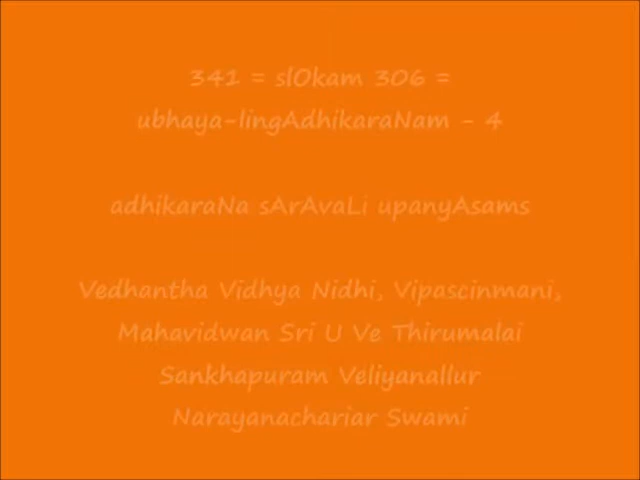 341 = slOkam 306 =
ubhaya-lingAdhikaraNam - 4
adhikaraNa sArAvaLi upanyAsams
Vedhantha Vidhya Nidhi, Vipascinmani,
Mahavidwan Sri U Ve Thirumalai
Sankhapuram Veliyanallur
Narayanachariar Swami